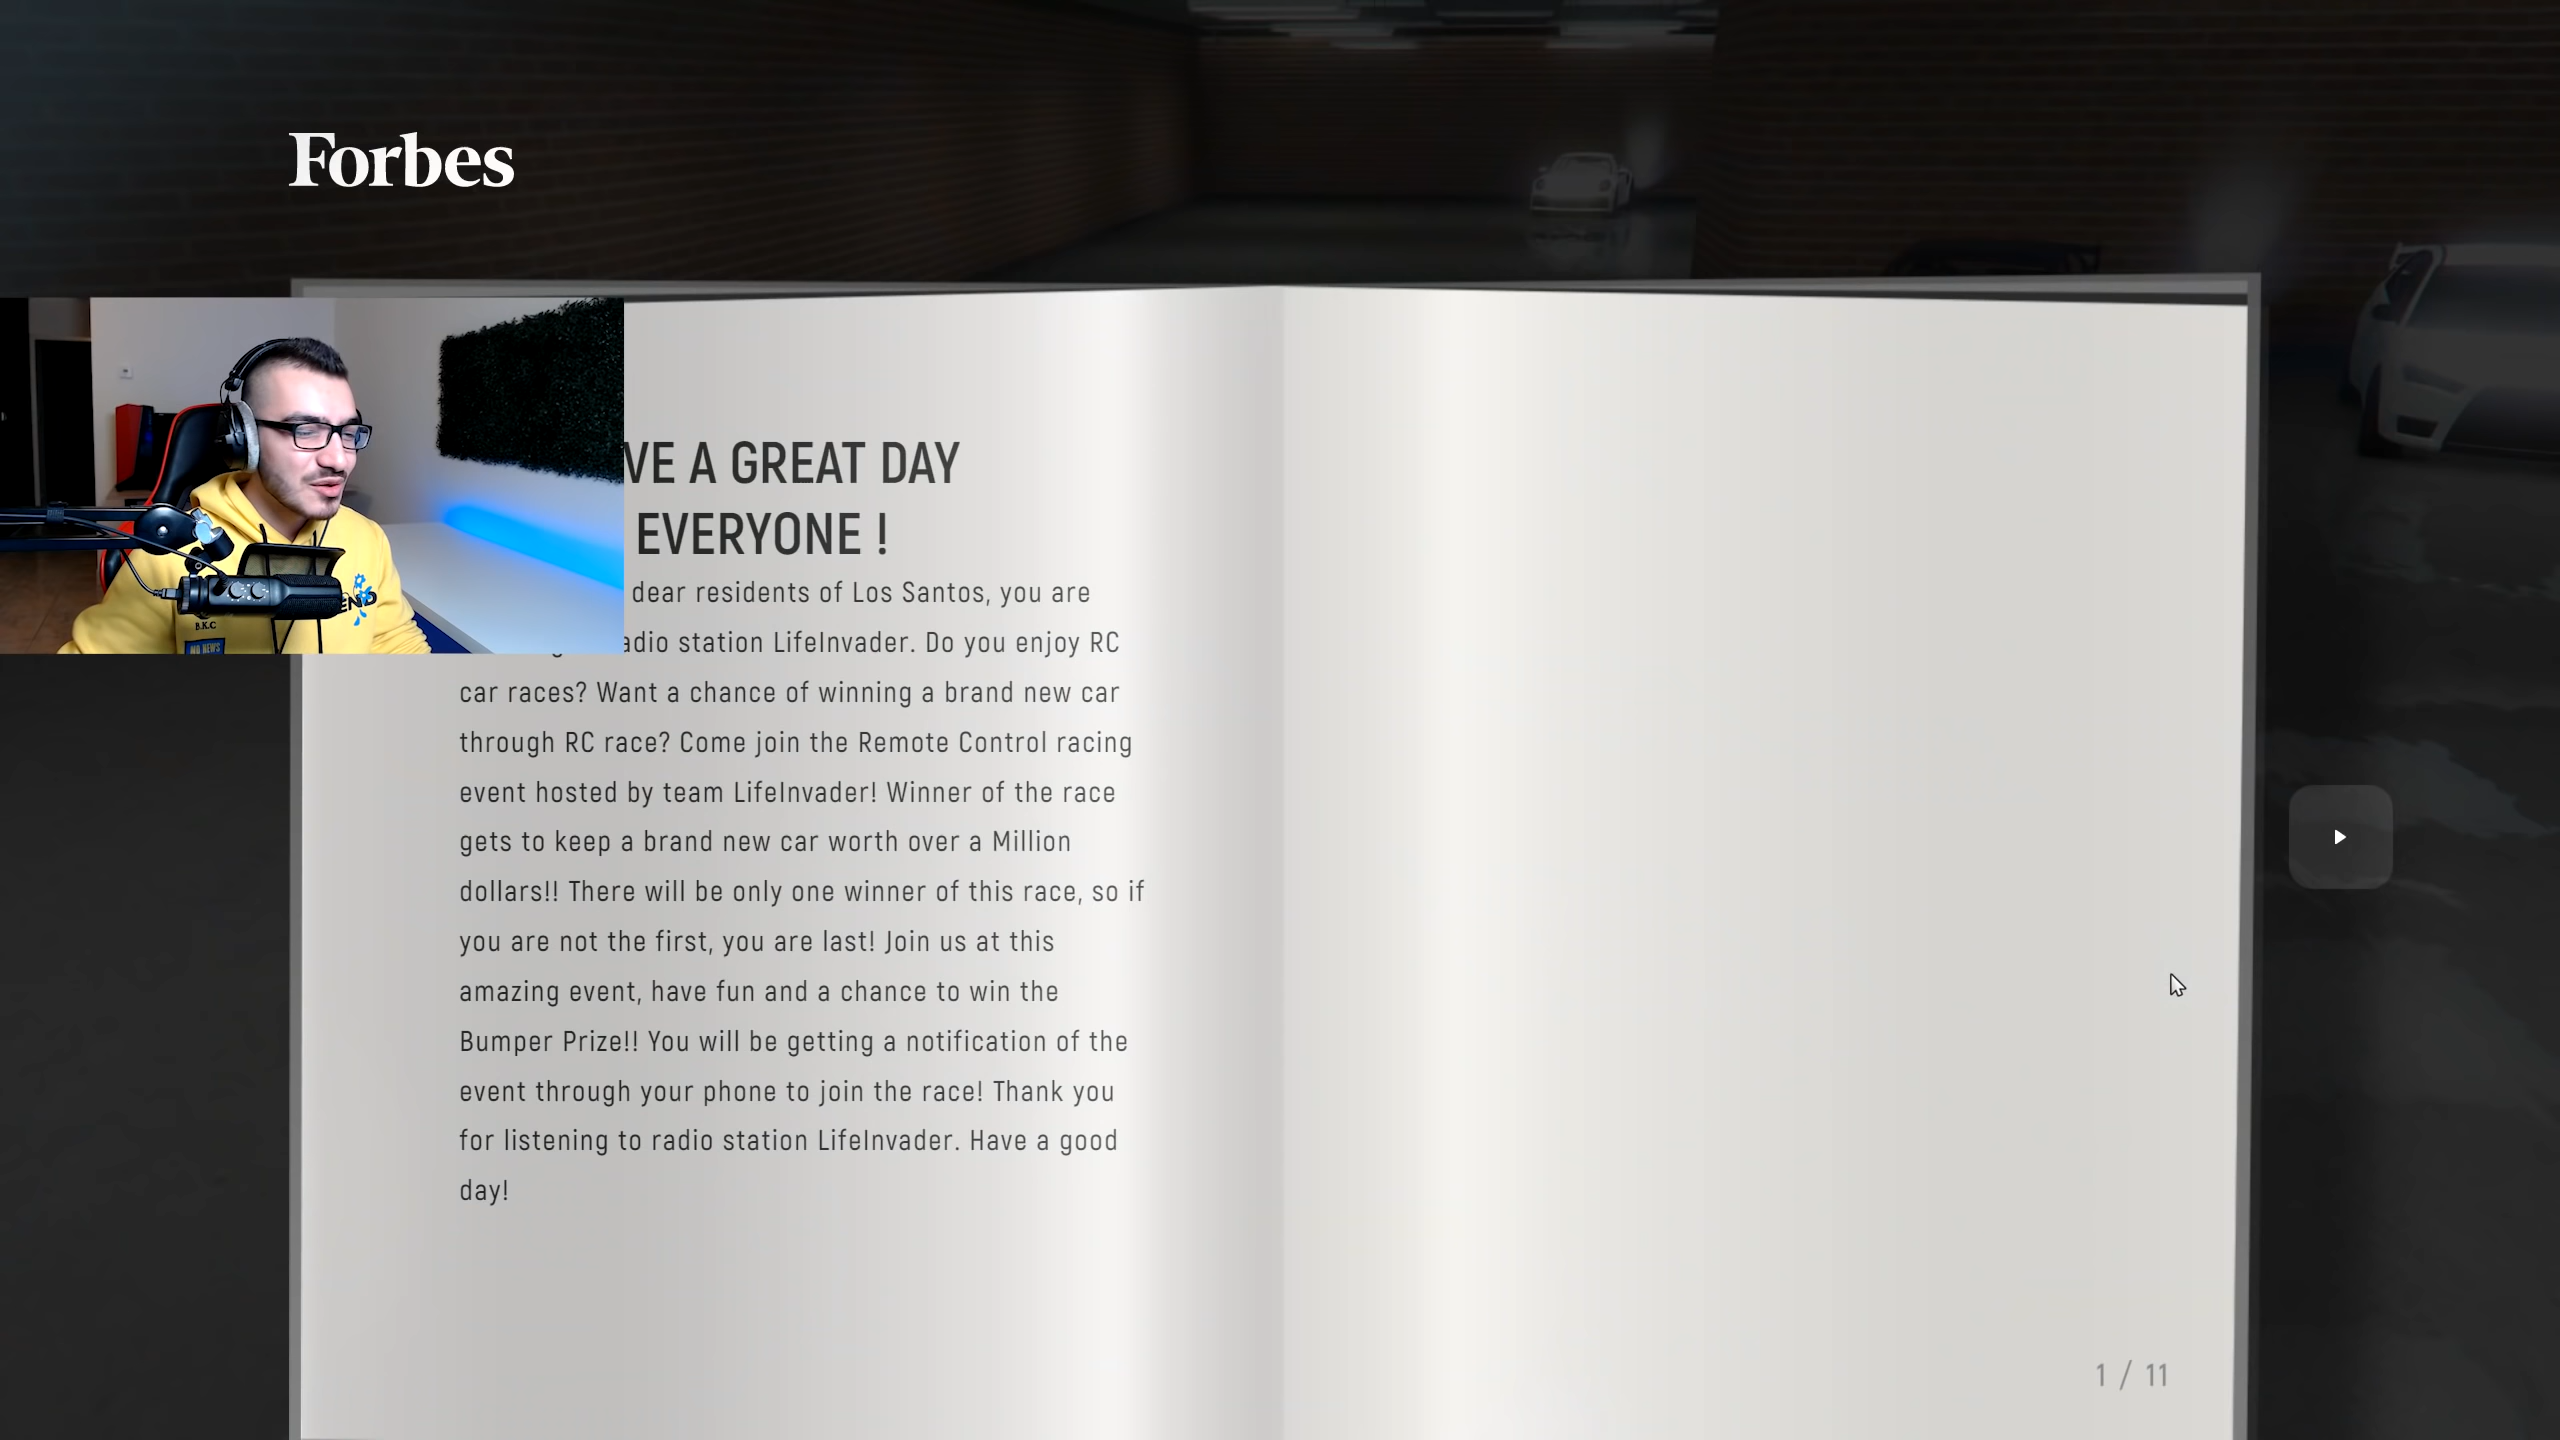 Forbes
VE A GREAT DAY
EVERYONE !
dear residents of Los Santos, you are
adio station LifeInvader. Do you enjoy RC
car races? Want a chance of winning a brand new car
through RC race? Come join the Remote Control racing
event hosted by team LifeInvader! Winner of the race
gets to keep a brand new car worth over a Million
dollars!! There will be only one winner of this race, so if
you are not the first, you are last! Join us at this
amazing event, have fun and a chance to win the
Bumper Prize!! You will be getting a notification of the
event through your phone to join the race! Thank you
for listening to radio station LifeInvader. Have a good
day!
B.K.C
1 / 11